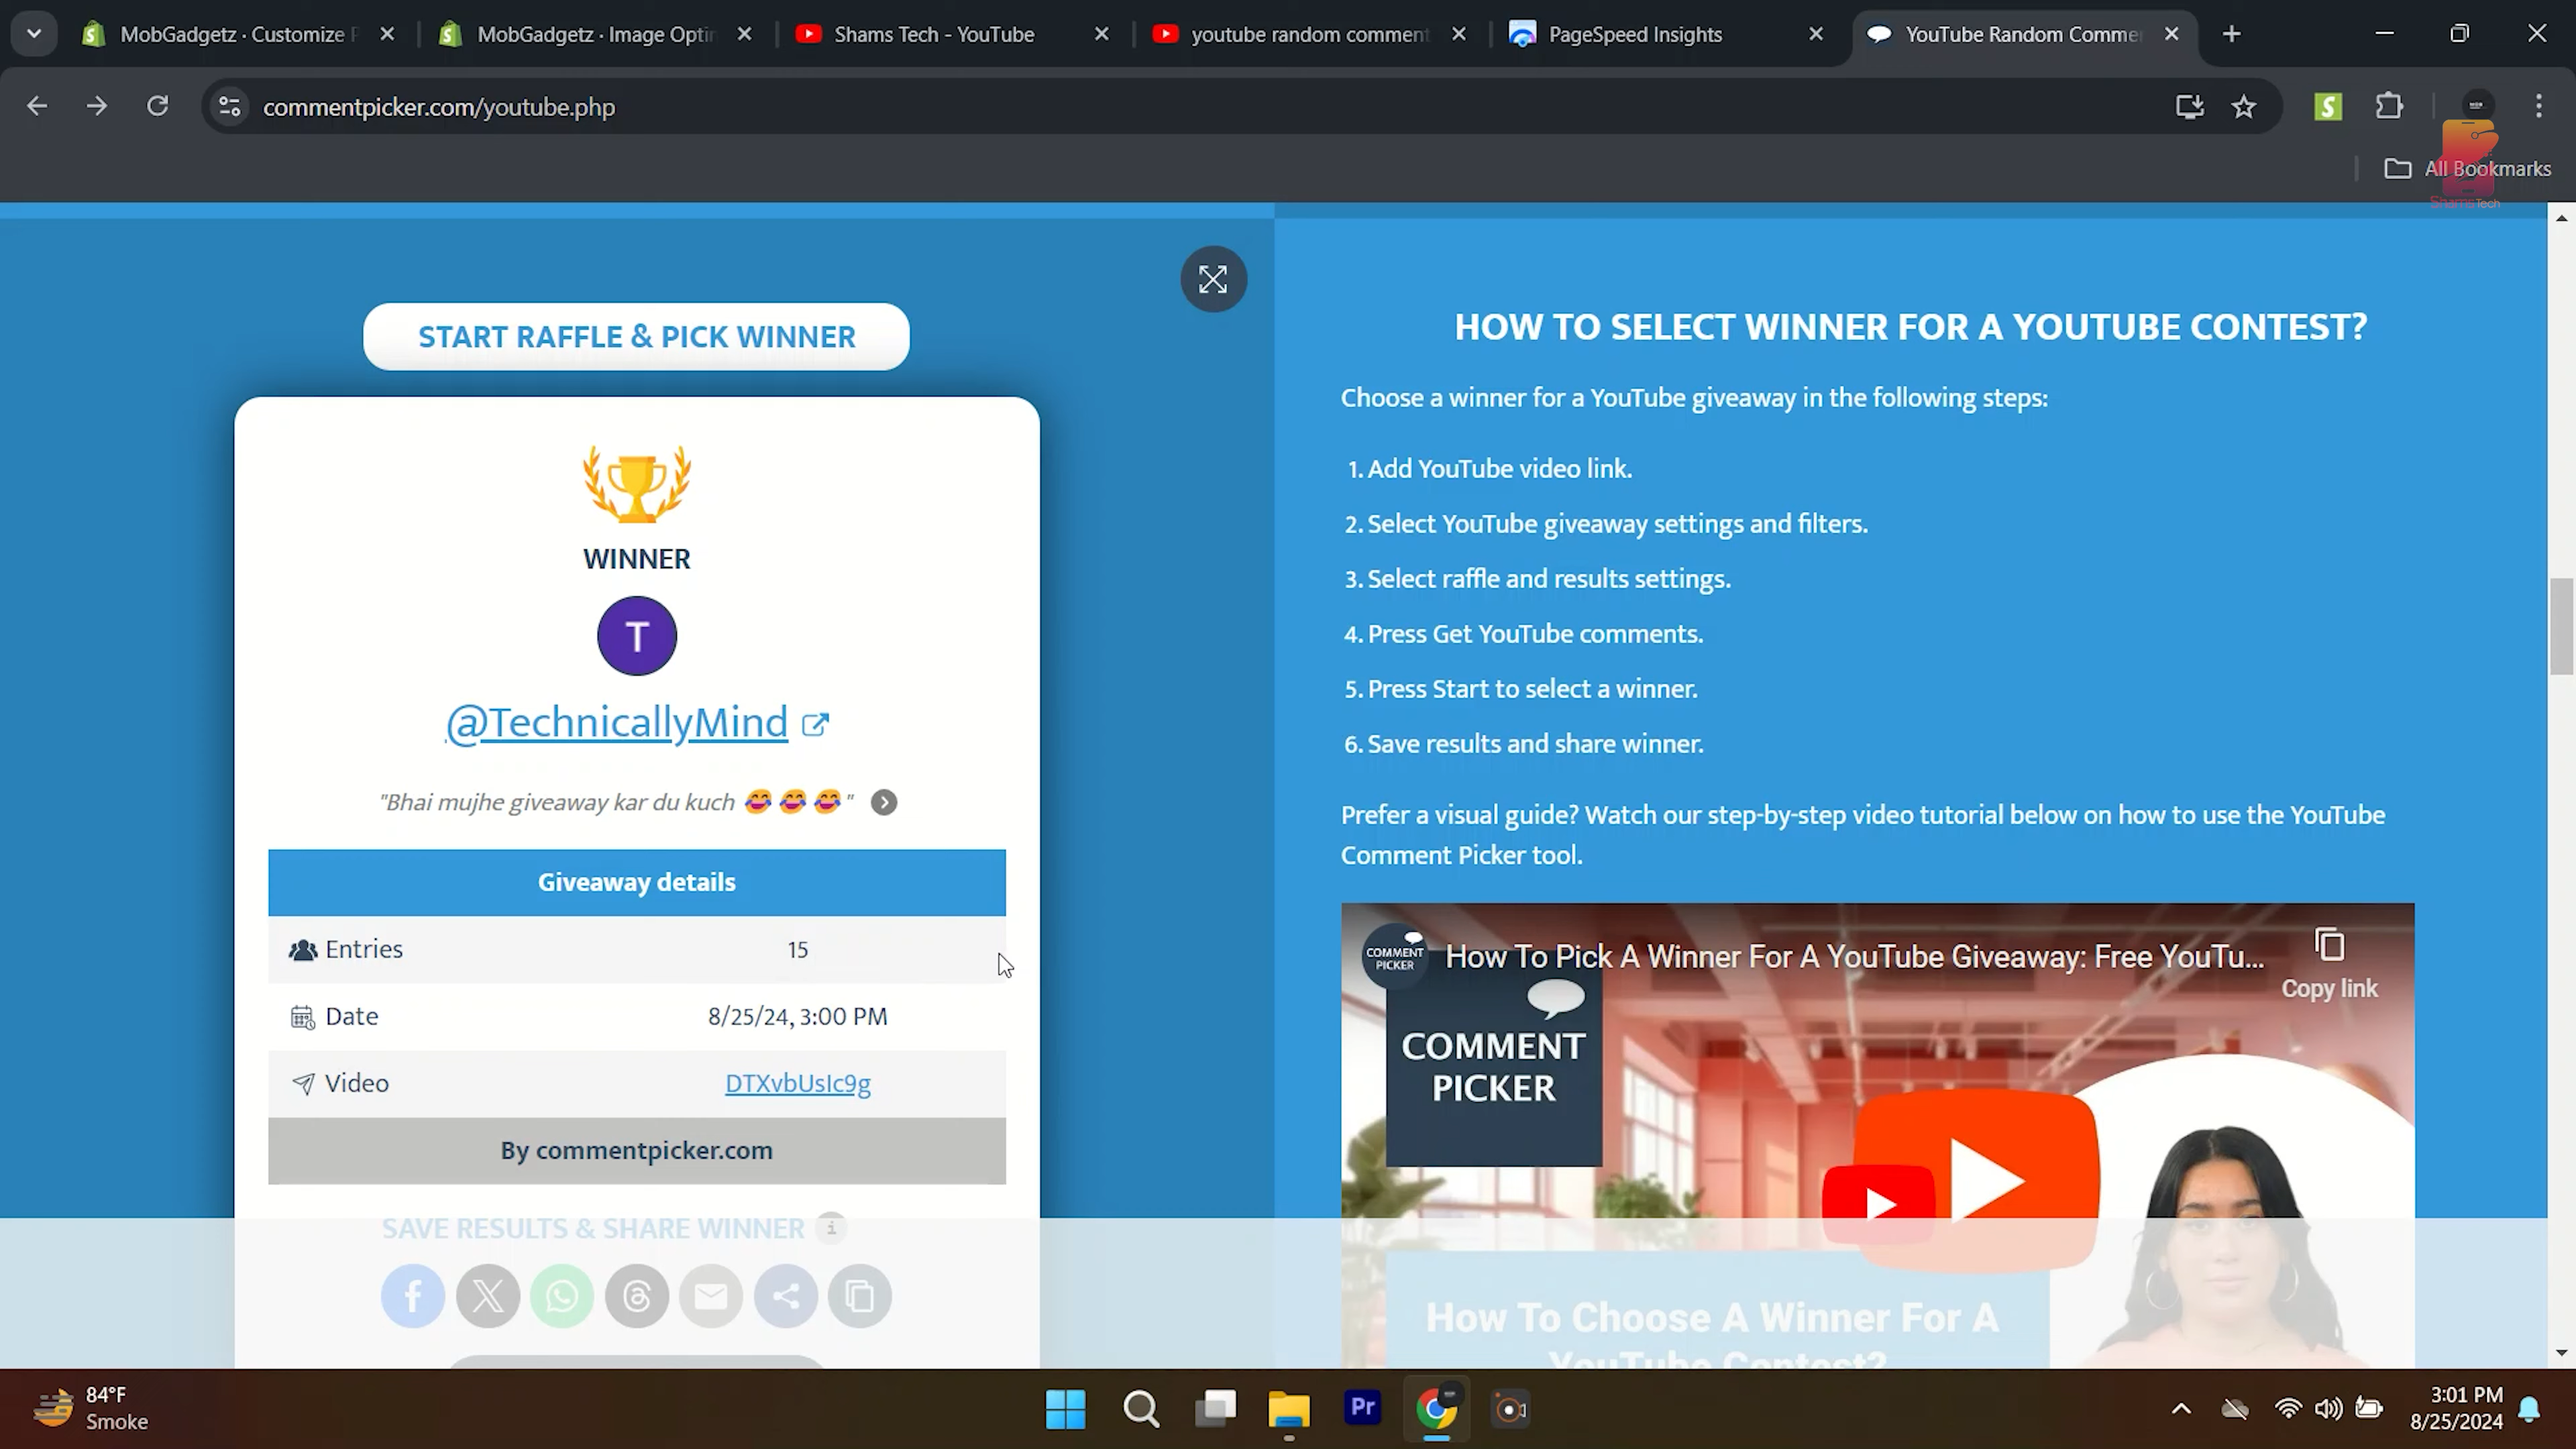 MobGadgetz · Customize P
MobGadgetz · Image Optin
Shams Tech - YouTube
youtube random comment
PageSpeed Insights
YouTube Random Comme
commentpicker.com/youtube.php
All Bookmarks
ShamsTech
START RAFFLE & PICK WINNER
WINNER
T
@TechnicallyMind
"Bhai mujhe giveaway kar du kuch 😂 😂 😂 "
Giveaway details
Entries 15
Date 8/25/24, 3:00 PM
Video DTXvbUsIc9g
By commentpicker.com
SAVE RESULTS & SHARE WINNER i
HOW TO SELECT WINNER FOR A YOUTUBE CONTEST?
Choose a winner for a YouTube giveaway in the following steps:
1. Add YouTube video link.
2. Select YouTube giveaway settings and filters.
3. Select raffle and results settings.
4. Press Get YouTube comments.
5. Press Start to select a winner.
6. Save results and share winner.
Prefer a visual guide? Watch our step-by-step video tutorial below on how to use the YouTube
Comment Picker tool.
COMMENT
PICKER
How To Pick A Winner For A YouTube Giveaway: Free YouTu...
Copy link
COMMENT
PICKER
How To Choose A Winner For A
YouTube Contest?
84°F
Smoke
Pr
3:01 PM
8/25/2024